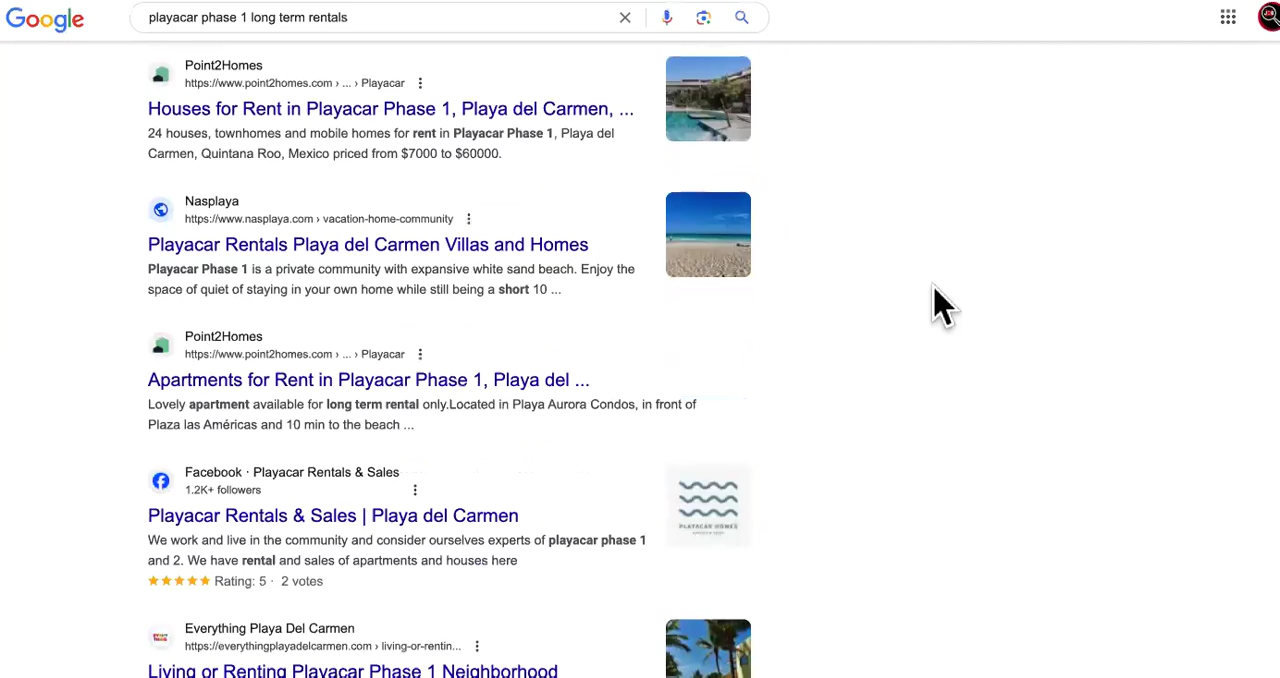 Google
playacar phase 1 long term rentals
Point2Homes
https://www.point2homes.com › ... › Playacar
Houses for Rent in Playacar Phase 1, Playa del Carmen, ...
24 houses, townhomes and mobile homes for rent in Playacar Phase 1, Playa del
Carmen, Quintana Roo, Mexico priced from $7000 to $60000.
Nasplaya
https://www.nasplaya.com › vacation-home-community
Playacar Rentals Playa del Carmen Villas and Homes
Playacar Phase 1 is a private community with expansive white sand beach. Enjoy the
space of quiet of staying in your own home while still being a short 10 ...
Point2Homes
https://www.point2homes.com › ... › Playacar
Apartments for Rent in Playacar Phase 1, Playa del ...
Lovely apartment available for long term rental only.Located in Playa Aurora Condos, in front of
Plaza las Américas and 10 min to the beach ...
Facebook · Playacar Rentals & Sales
1.2K+ followers
Playacar Rentals & Sales | Playa del Carmen
We work and live in the community and consider ourselves experts of playacar phase 1
and 2. We have rental and sales of apartments and houses here
Rating: 5 · 2 votes
PLAYACAR HOMES
Everything Playa Del Carmen
https://everythingplayadelcarmen.com › living-or-rentin...
Living or Renting Playacar Phase 1 Neighborhood